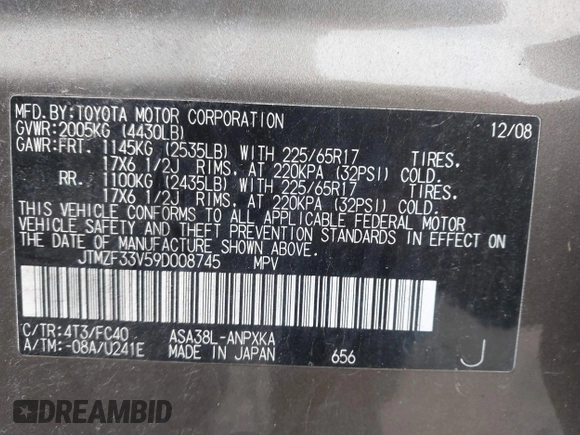 MFD.BY:TOYOTA MOTOR CORPORATION 12/08
GVWR:2005KG (4430LB)
GAWR:FRT. 1145KG (2535LB) WITH 225/65R17 TIRES.
17X6 1/2J RIMS. AT 220KPA (32PSI) COLD.
RR. 1100KG (2435LB) WITH 225/65R17 TIRES.
17X6 1/2J RIMS. AT 220KPA (32PSI) COLD.
THIS VEHICLE CONFORMS TO ALL APPLICABLE FEDERAL MOTOR
VEHICLE SAFETY AND THEFT PREVENTION STANDARDS IN EFFECT ON
THE DATE OF MANUFACTURE SHOWN ABOVE.
JTMZF33V59D008745 MPV
C/TR:4T3/FC40 ASA38L-ANPXKA
A/TM:-08A/U241E MADE IN JAPAN 656 J
DREAMBID